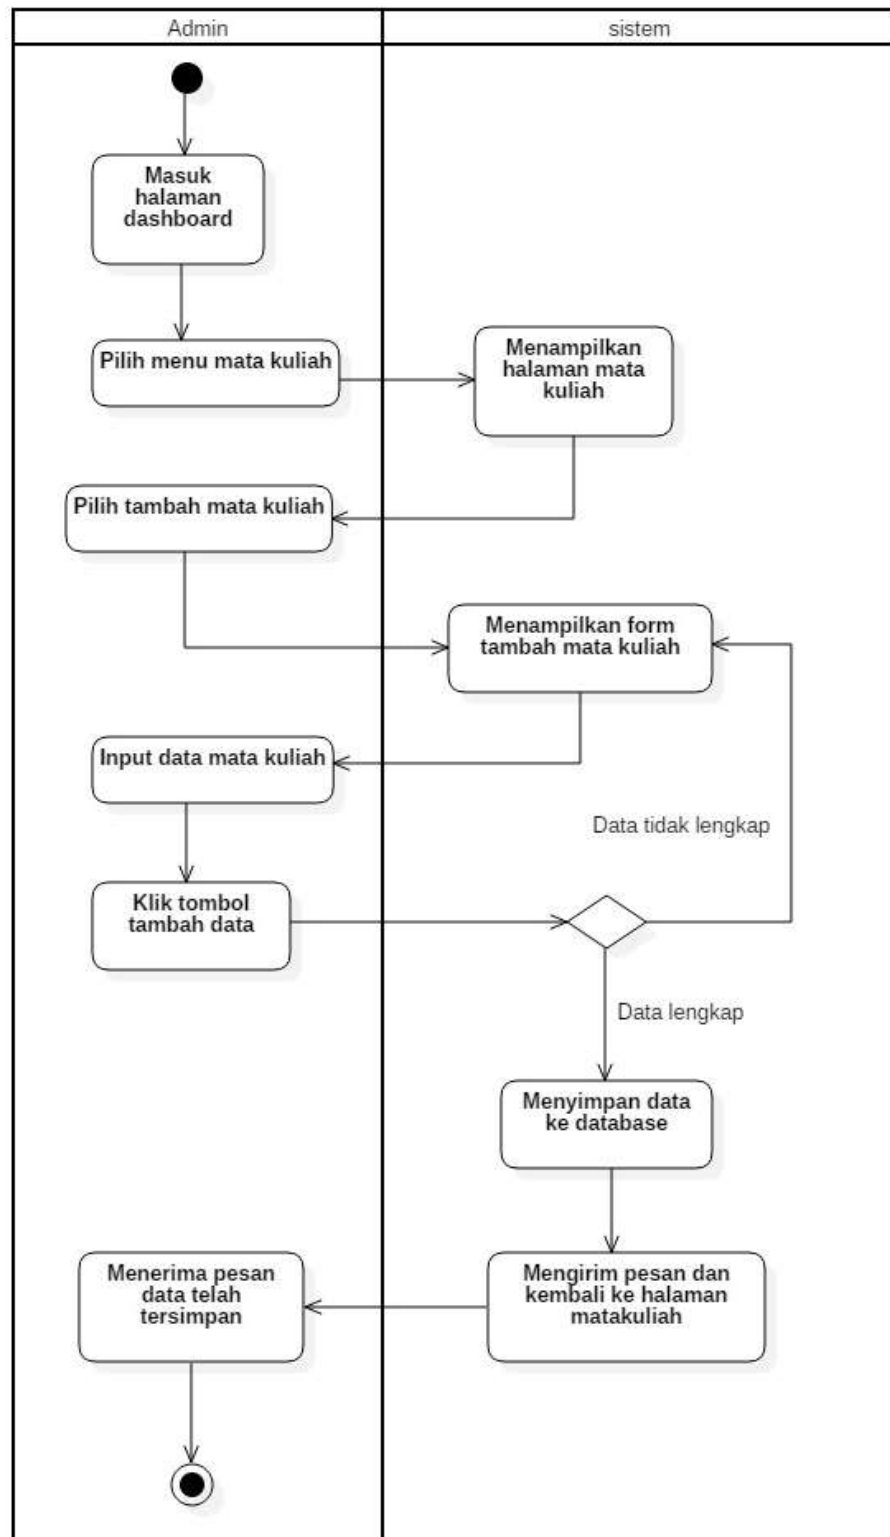 Admin
sistem
Masuk
halaman
dashboard
Pilih menu mata kuliah
Menampilkan
halaman mata
kuliah
Pilih tambah mata kuliah
Menampilkan form
tambah mata kuliah
Input data mata kuliah
Data tidak lengkap
Klik tombol
tambah data
Data lengkap
Menyimpan data
ke database
Mengirim pesan dan
kembali ke halaman
matakuliah
Menerima pesan
data telah
tersimpan